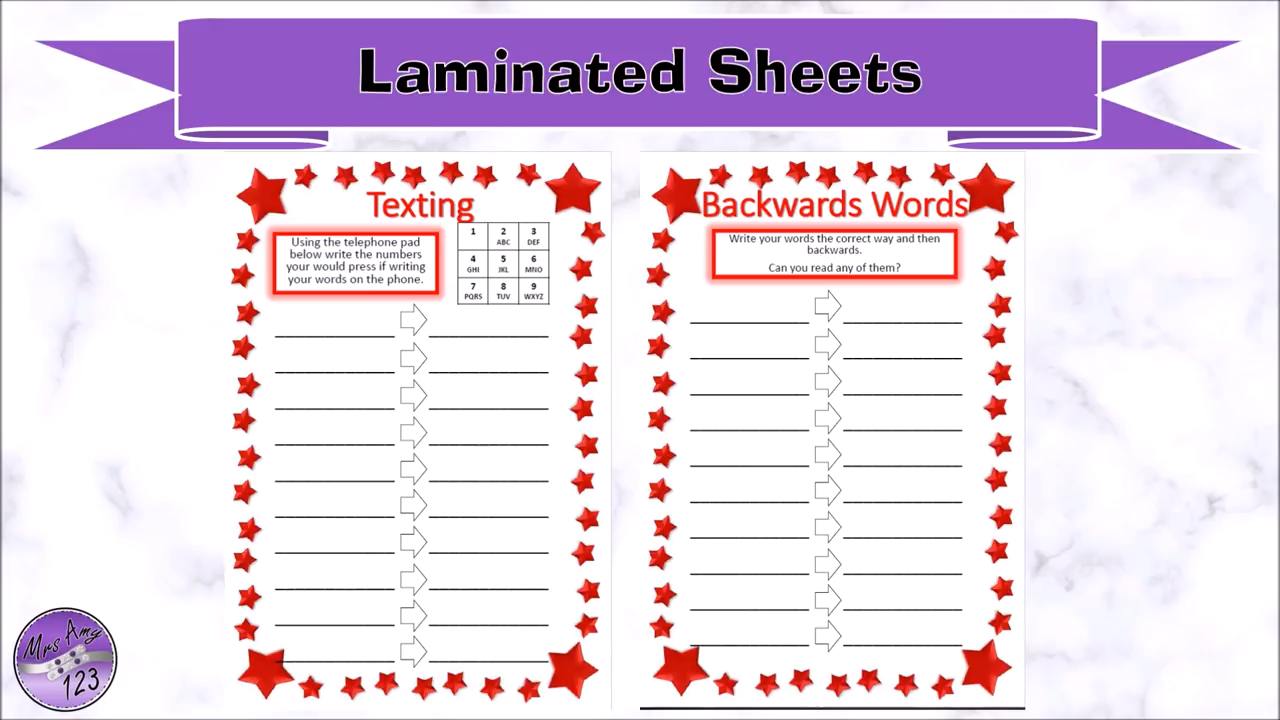 Laminated Sheets
Texting
Using the telephone pad
below write the numbers
your would press if writing
your words on the phone.
1 2 3
ABC DEF
4 5 6
GHI JKL MNO
7 8 9
PQRS TUV WXYZ
Backwards Words
Write your words the correct way and then
backwards.
Can you read any of them?
Mrs Amy
123